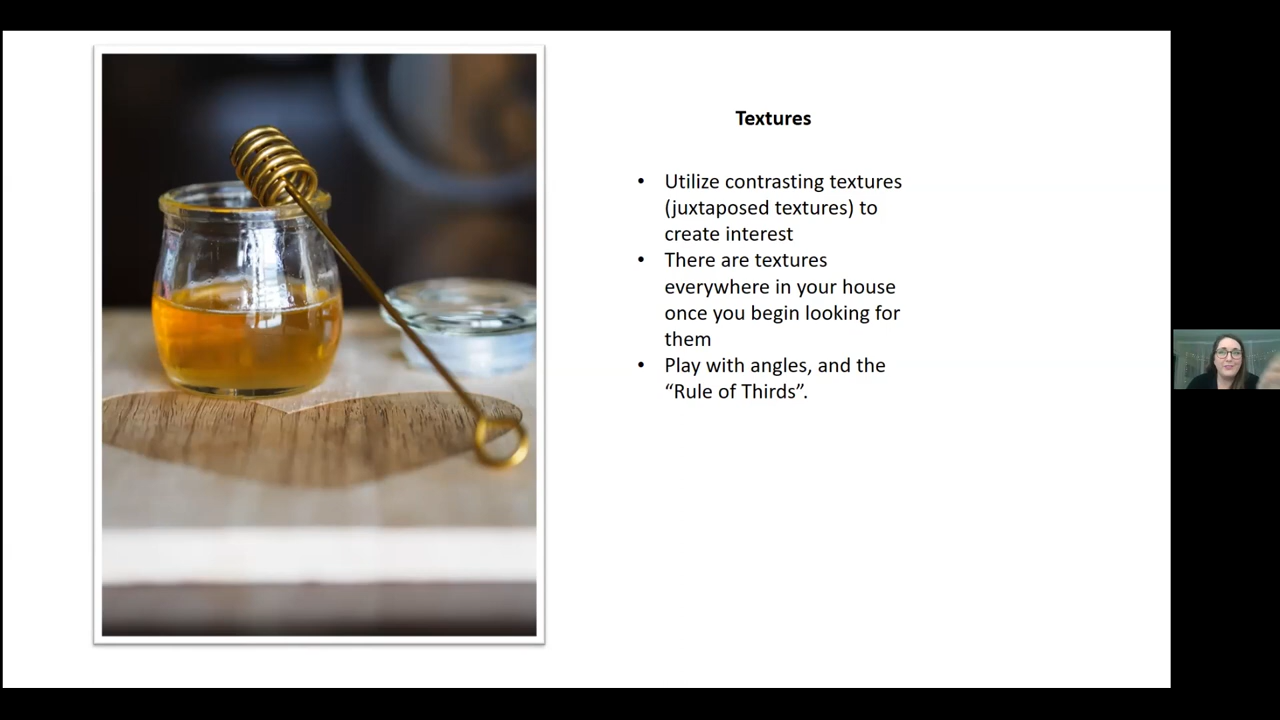 Textures
• Utilize contrasting textures
(juxtaposed textures) to
create interest
• There are textures
everywhere in your house
once you begin looking for
them
• Play with angles, and the
“Rule of Thirds”.